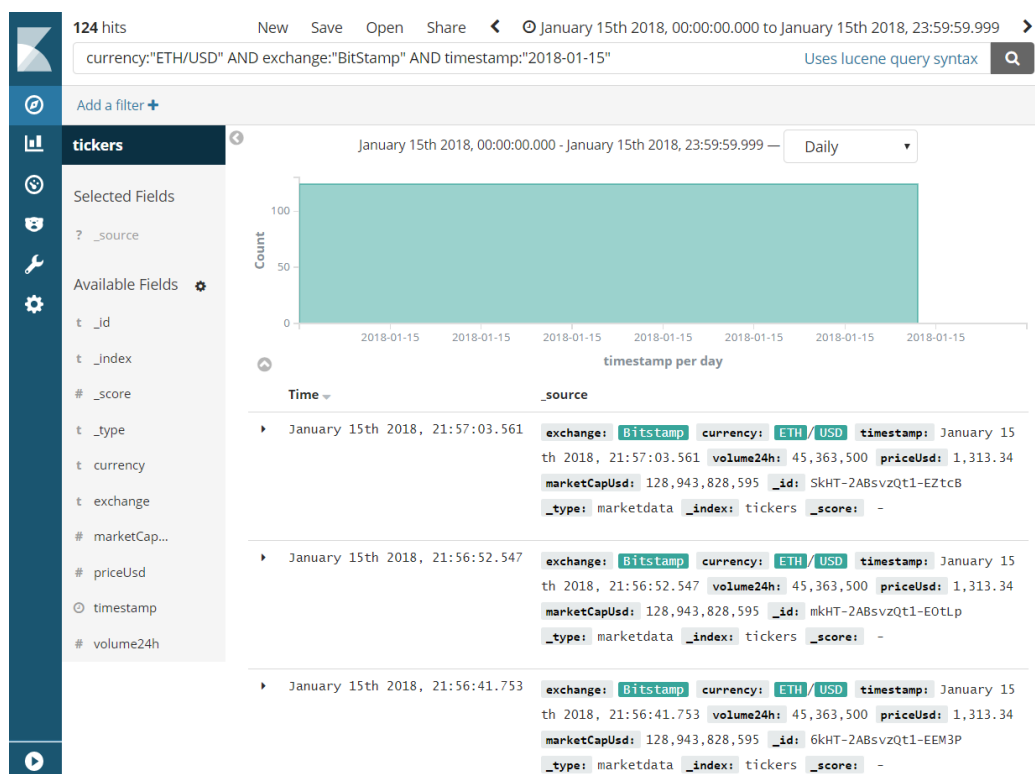 124 hits New Save Open Share January 15th 2018, 00:00:00.000 to January 15th 2018, 23:59:59.999
currency:"ETH/USD" AND exchange:"BitStamp" AND timestamp:"2018-01-15" Uses lucene query syntax
Add a filter +
tickers
January 15th 2018, 00:00:00.000 - January 15th 2018, 23:59:59.999 — Daily
Selected Fields
? _source
Available Fields
t _id
t _index
# _score
t _type
t currency
t exchange
# marketCap...
# priceUsd
timestamp
# volume24h
Count
100
50
0
2018-01-15 2018-01-15 2018-01-15 2018-01-15 2018-01-15 2018-01-15 2018-01-15
timestamp per day
Time _source
January 15th 2018, 21:57:03.561 exchange: Bitstamp currency: ETH/USD timestamp: January 15
th 2018, 21:57:03.561 volume24h: 45,363,500 priceUsd: 1,313.34
marketCapUsd: 128,943,828,595 _id: SkHT-2ABsvzQt1-EZtcB
_type: marketdata _index: tickers _score: -
January 15th 2018, 21:56:52.547 exchange: Bitstamp currency: ETH/USD timestamp: January 15
th 2018, 21:56:52.547 volume24h: 45,363,500 priceUsd: 1,313.34
marketCapUsd: 128,943,828,595 _id: mkHT-2ABsvzQt1-EOtLp
_type: marketdata _index: tickers _score: -
January 15th 2018, 21:56:41.753 exchange: Bitstamp currency: ETH/USD timestamp: January 15
th 2018, 21:56:41.753 volume24h: 45,363,500 priceUsd: 1,313.34
marketCapUsd: 128,943,828,595 _id: 6kHT-2ABsvzQt1-EEM3P
_type: marketdata _index: tickers _score: -